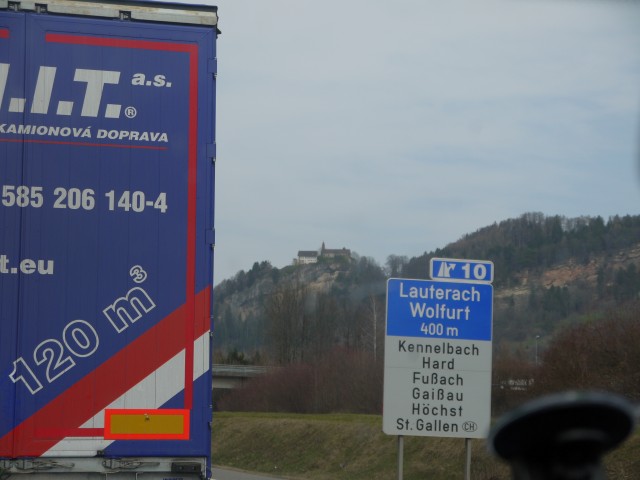 .I.T.® a.s.
KAMIONOVÁ DOPRAVA
585 206 140-4
t.eu
120 m³
10
Lauterach
Wolfurt
400 m
Kennelbach
Hard
Fußach
Gaißau
Höchst
St. Gallen CH